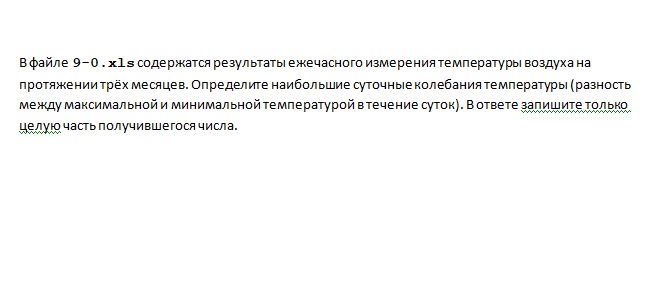 В файле 9-0.xls содержатся результаты ежечасного измерения температуры воздуха на
протяжении трёх месяцев. Определите наибольшие суточные колебания температуры (разность
между максимальной и минимальной температурой в течение суток). В ответе запишите только
целую часть получившегося числа.